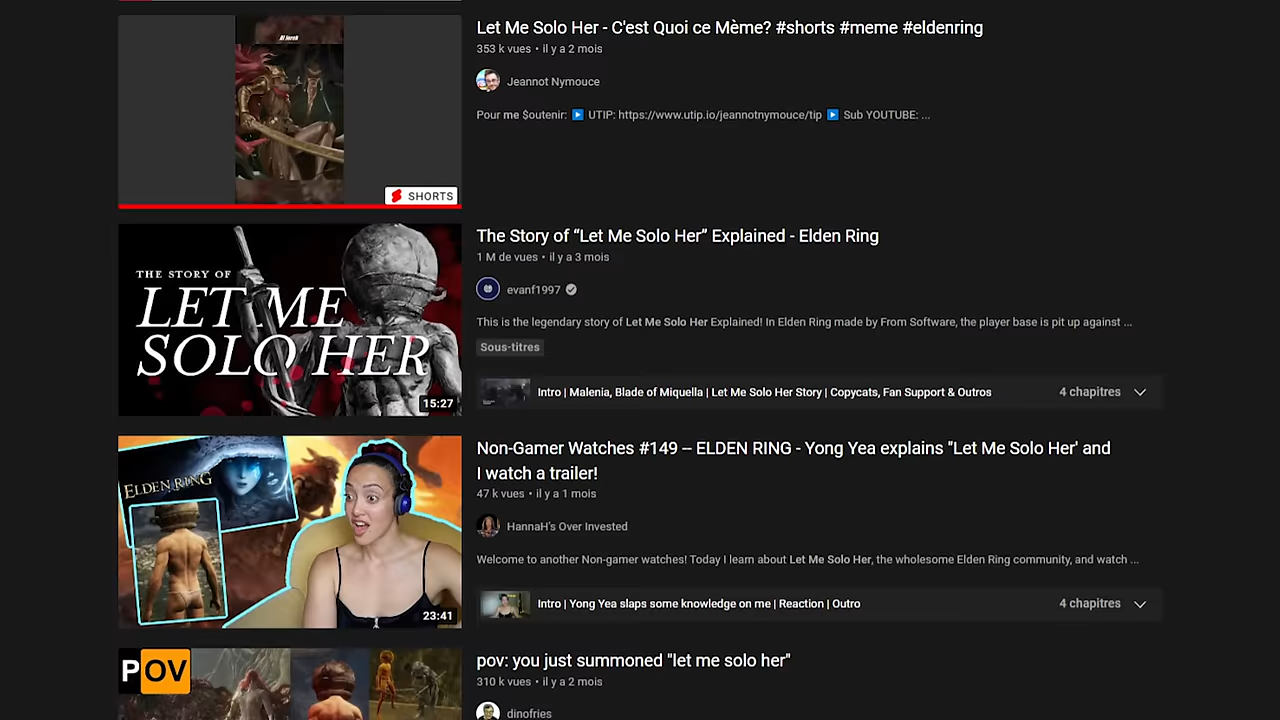 Let Me Solo Her - C'est Quoi ce Mème? #shorts #meme #eldenring
353 k vues • il y a 2 mois
Jeannot Nymouce
Pour me $outenir: ▶ UTIP: https://www.utip.io/jeannotnymouce/tip ▶ Sub YOUTUBE: ...
SHORTS
The Story of “Let Me Solo Her” Explained - Elden Ring
1 M de vues • il y a 3 mois
evanf1997
This is the legendary story of Let Me Solo Her Explained! In Elden Ring made by From Software, the player base is pit up against ...
Sous-titres
Intro | Malenia, Blade of Miquella | Let Me Solo Her Story | Copycats, Fan Support & Outros
4 chapitres
THE STORY OF
LET ME
SOLO HER
15:27
Non-Gamer Watches #149 -- ELDEN RING - Yong Yea explains "Let Me Solo Her' and
I watch a trailer!
47 k vues • il y a 1 mois
HannaH's Over Invested
Welcome to another Non-gamer watches! Today I learn about Let Me Solo Her, the wholesome Elden Ring community, and watch ...
Intro | Yong Yea slaps some knowledge on me | Reaction | Outro
4 chapitres
ELDEN RING
23:41
POV
pov: you just summoned "let me solo her"
310 k vues • il y a 2 mois
dinofries